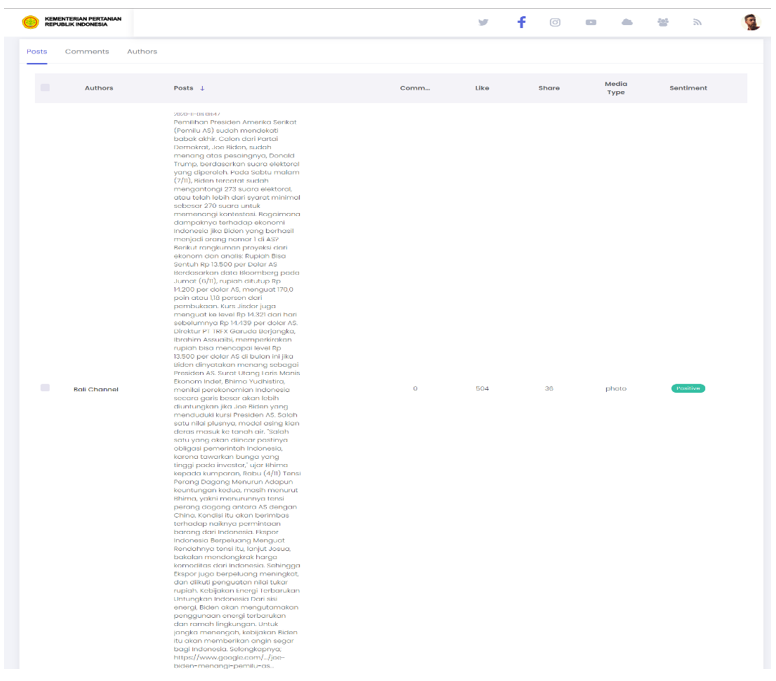 KEMENTERIAN PERTANIAN
REPUBLIK INDONESIA
Posts Comments Authors
Authors Posts ↓ Comm... Like Share Media Type Sentiment
Pemilihan Presiden Amerika Serikat
(Pemilu AS) sudah mendekati
babak akhir. Calon dari Partai
Demokrat, Joe Biden, sudah
menang atas pesaingnya, Donald
Trump, berdasarkan suara elektoral
yang diperoleh. Pada Sabtu malam
(7/11), Biden tercatat sudah
mengantongi 273 suara elektoral,
atau telah lebih dari syarat minimal
sebesar 270 suara untuk
memenangi kontestasi. Bagaimana
dampaknya terhadap ekonomi
Indonesia jika Biden yang berhasil
menjadi orang nomor 1 di AS?
Berikut rangkuman proyeksi dari
ekonom dan analis: Rupiah Bisa
Sentuh Rp 13.500 per Dolar AS
Berdasarkan data Bloomberg pada
Jumat (6/11), rupiah ditutup Rp
14.200 per dolar AS, menguat 170,0
poin atau 1,18 persen dari
pembukaan. Kurs Jisdor juga
menguat ke level Rp 14.321 dari hari
sebelumnya Rp 14.439 per dolar AS.
Direktur PT TRFX Garuda Berjangka,
Ibrahim Assuaibi, memperkirakan
rupiah bisa mencapai level Rp
13.500 per dolar AS di bulan ini jika
Biden dinyatakan menang sebagai
Presiden AS. Surat Utang Laris Manis
Ekonom Indef, Bhima Yudhistira,
menilai perekonomian Indonesia
secara garis besar akan lebih
diuntungkan jika Joe Biden yang
menduduki kursi Presiden AS. Salah
satu nilai plusnya, modal asing kian
deras masuk ke tanah air. "Salah
satu yang akan diincar pastinya
obligasi pemerintah Indonesia,
karena tawarkan bunga yang
tinggi pada investor," ujar Bhima
kepada kumparan, Rabu (4/11) Tensi
Perang Dagang Menurun Adapun
keuntungan kedua, masih menurut
Bhima, yakni menurunnya tensi
perang dagang antara AS dengan
China. Kondisi itu akan berimbas
terhadap naiknya permintaan
barang dari Indonesia. Ekspor
Indonesia Berpeluang Menguat
Rendahnya tensi itu, lanjut Josua,
bakalan mendongkrak harga
komoditas dari Indonesia. Sehingga
Ekspor juga berpeluang meningkat,
dan diikuti penguatan nilai tukar
rupiah. Kebijakan Energi Terbarukan
Untungkan Indonesia Dari sisi
energi, Biden akan mengutamakan
penggunaan energi terbarukan
dan ramah lingkungan. Untuk
jangka menengah, kebijakan Biden
itu akan memberikan angin segar
bagi Indonesia. Selengkapnya;
https://www.google.com/.../joe-
biden-menang-pemilu-as...
Bali Channel 0 504 36 photo Positive